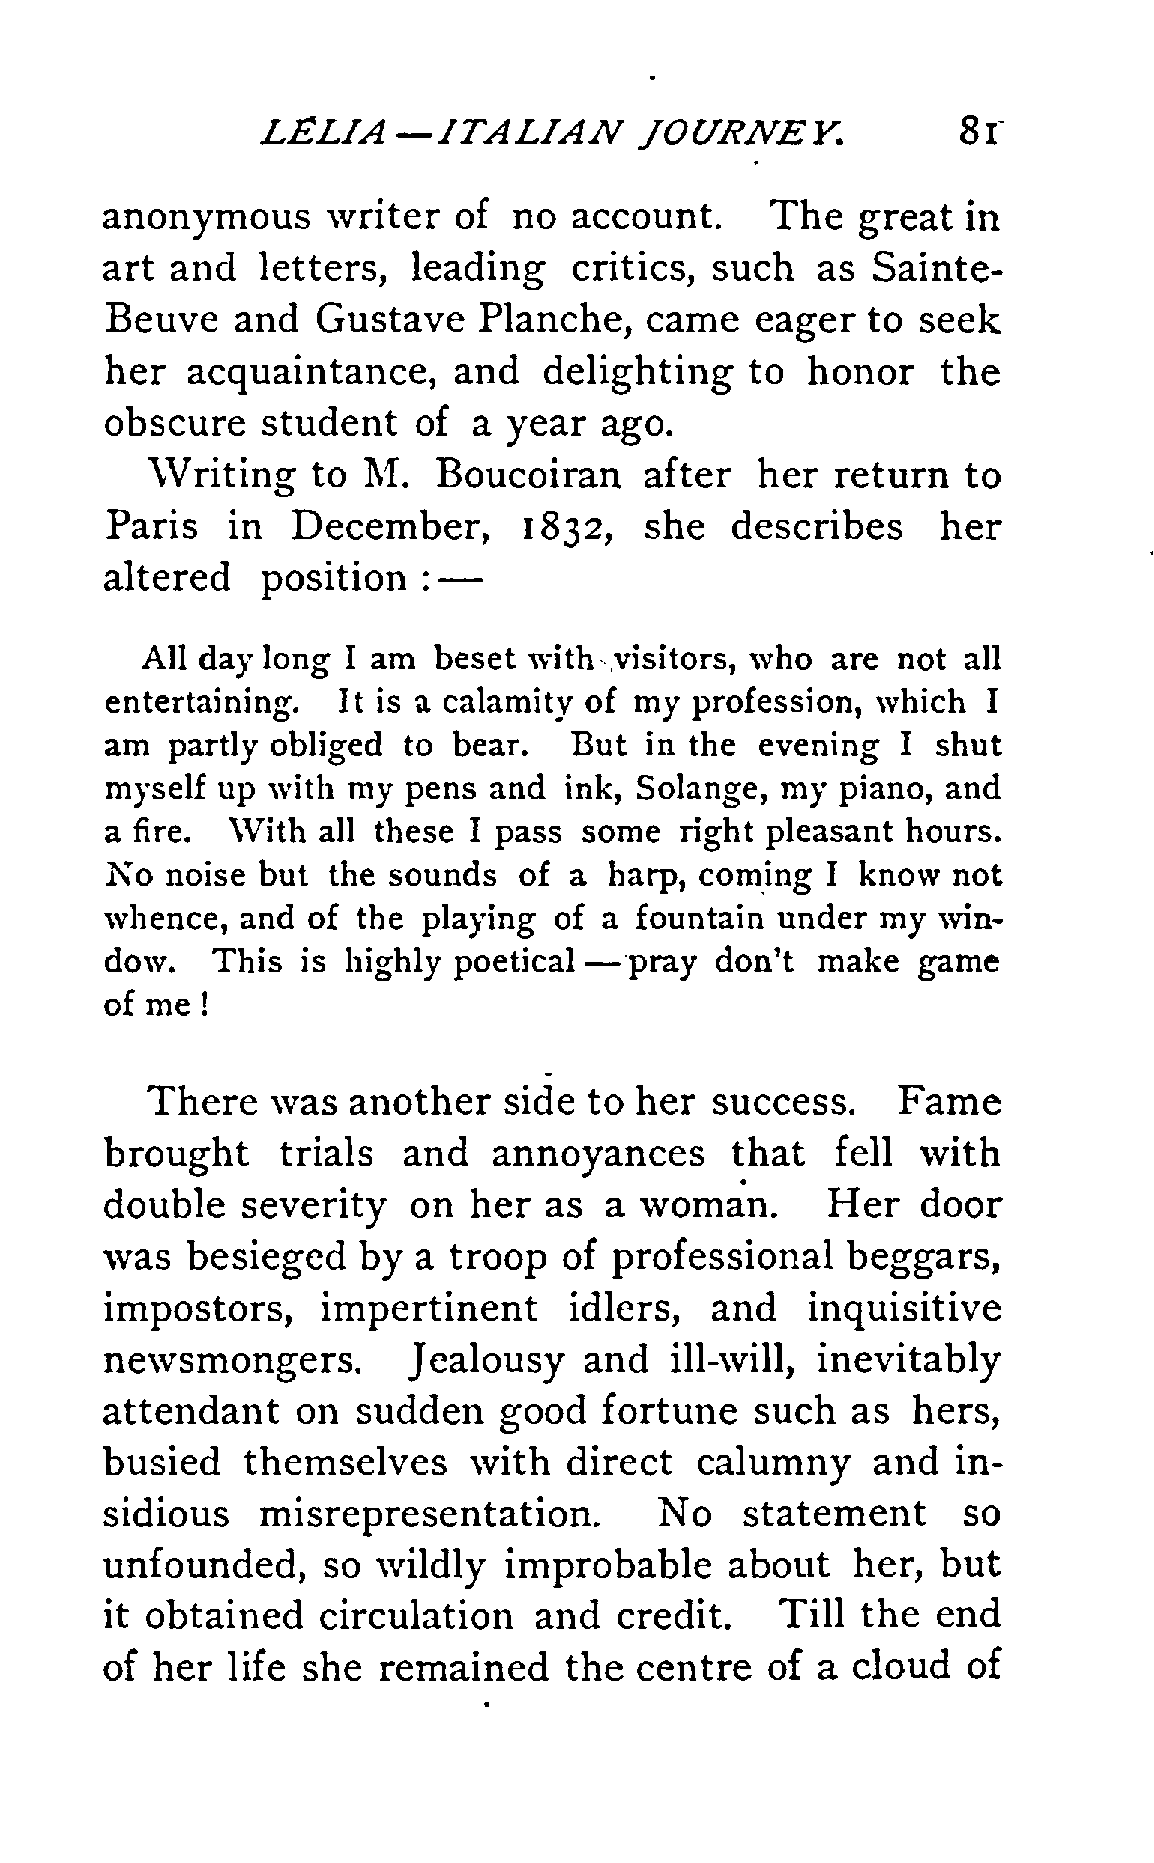 LÉLIA — ITALIAN JOURNEY. 81
anonymous writer of no account. The great in
art and letters, leading critics, such as Sainte-
Beuve and Gustave Planche, came eager to seek
her acquaintance, and delighting to honor the
obscure student of a year ago.
Writing to M. Boucoiran after her return to
Paris in December, 1832, she describes her
altered position :—
All day long I am beset with visitors, who are not all
entertaining. It is a calamity of my profession, which I
am partly obliged to bear. But in the evening I shut
myself up with my pens and ink, Solange, my piano, and
a fire. With all these I pass some right pleasant hours.
No noise but the sounds of a harp, coming I know not
whence, and of the playing of a fountain under my win-
dow. This is highly poetical — pray don't make game
of me !
There was another side to her success. Fame
brought trials and annoyances that fell with
double severity on her as a woman. Her door
was besieged by a troop of professional beggars,
impostors, impertinent idlers, and inquisitive
newsmongers. Jealousy and ill-will, inevitably
attendant on sudden good fortune such as hers,
busied themselves with direct calumny and in-
sidious misrepresentation. No statement so
unfounded, so wildly improbable about her, but
it obtained circulation and credit. Till the end
of her life she remained the centre of a cloud of